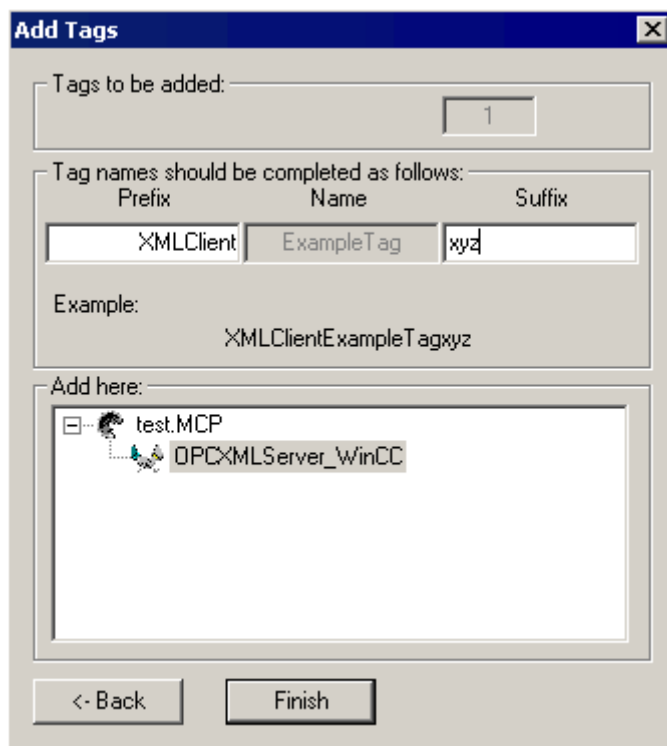 Add Tags
Tags to be added:
1
Tag names should be completed as follows:
Prefix Name Suffix
XMLClient ExampleTag xyz
Example:
XMLClientExampleTagxyz
Add here:
test.MCP
OPCXMLServer_WinCC
<- Back Finish